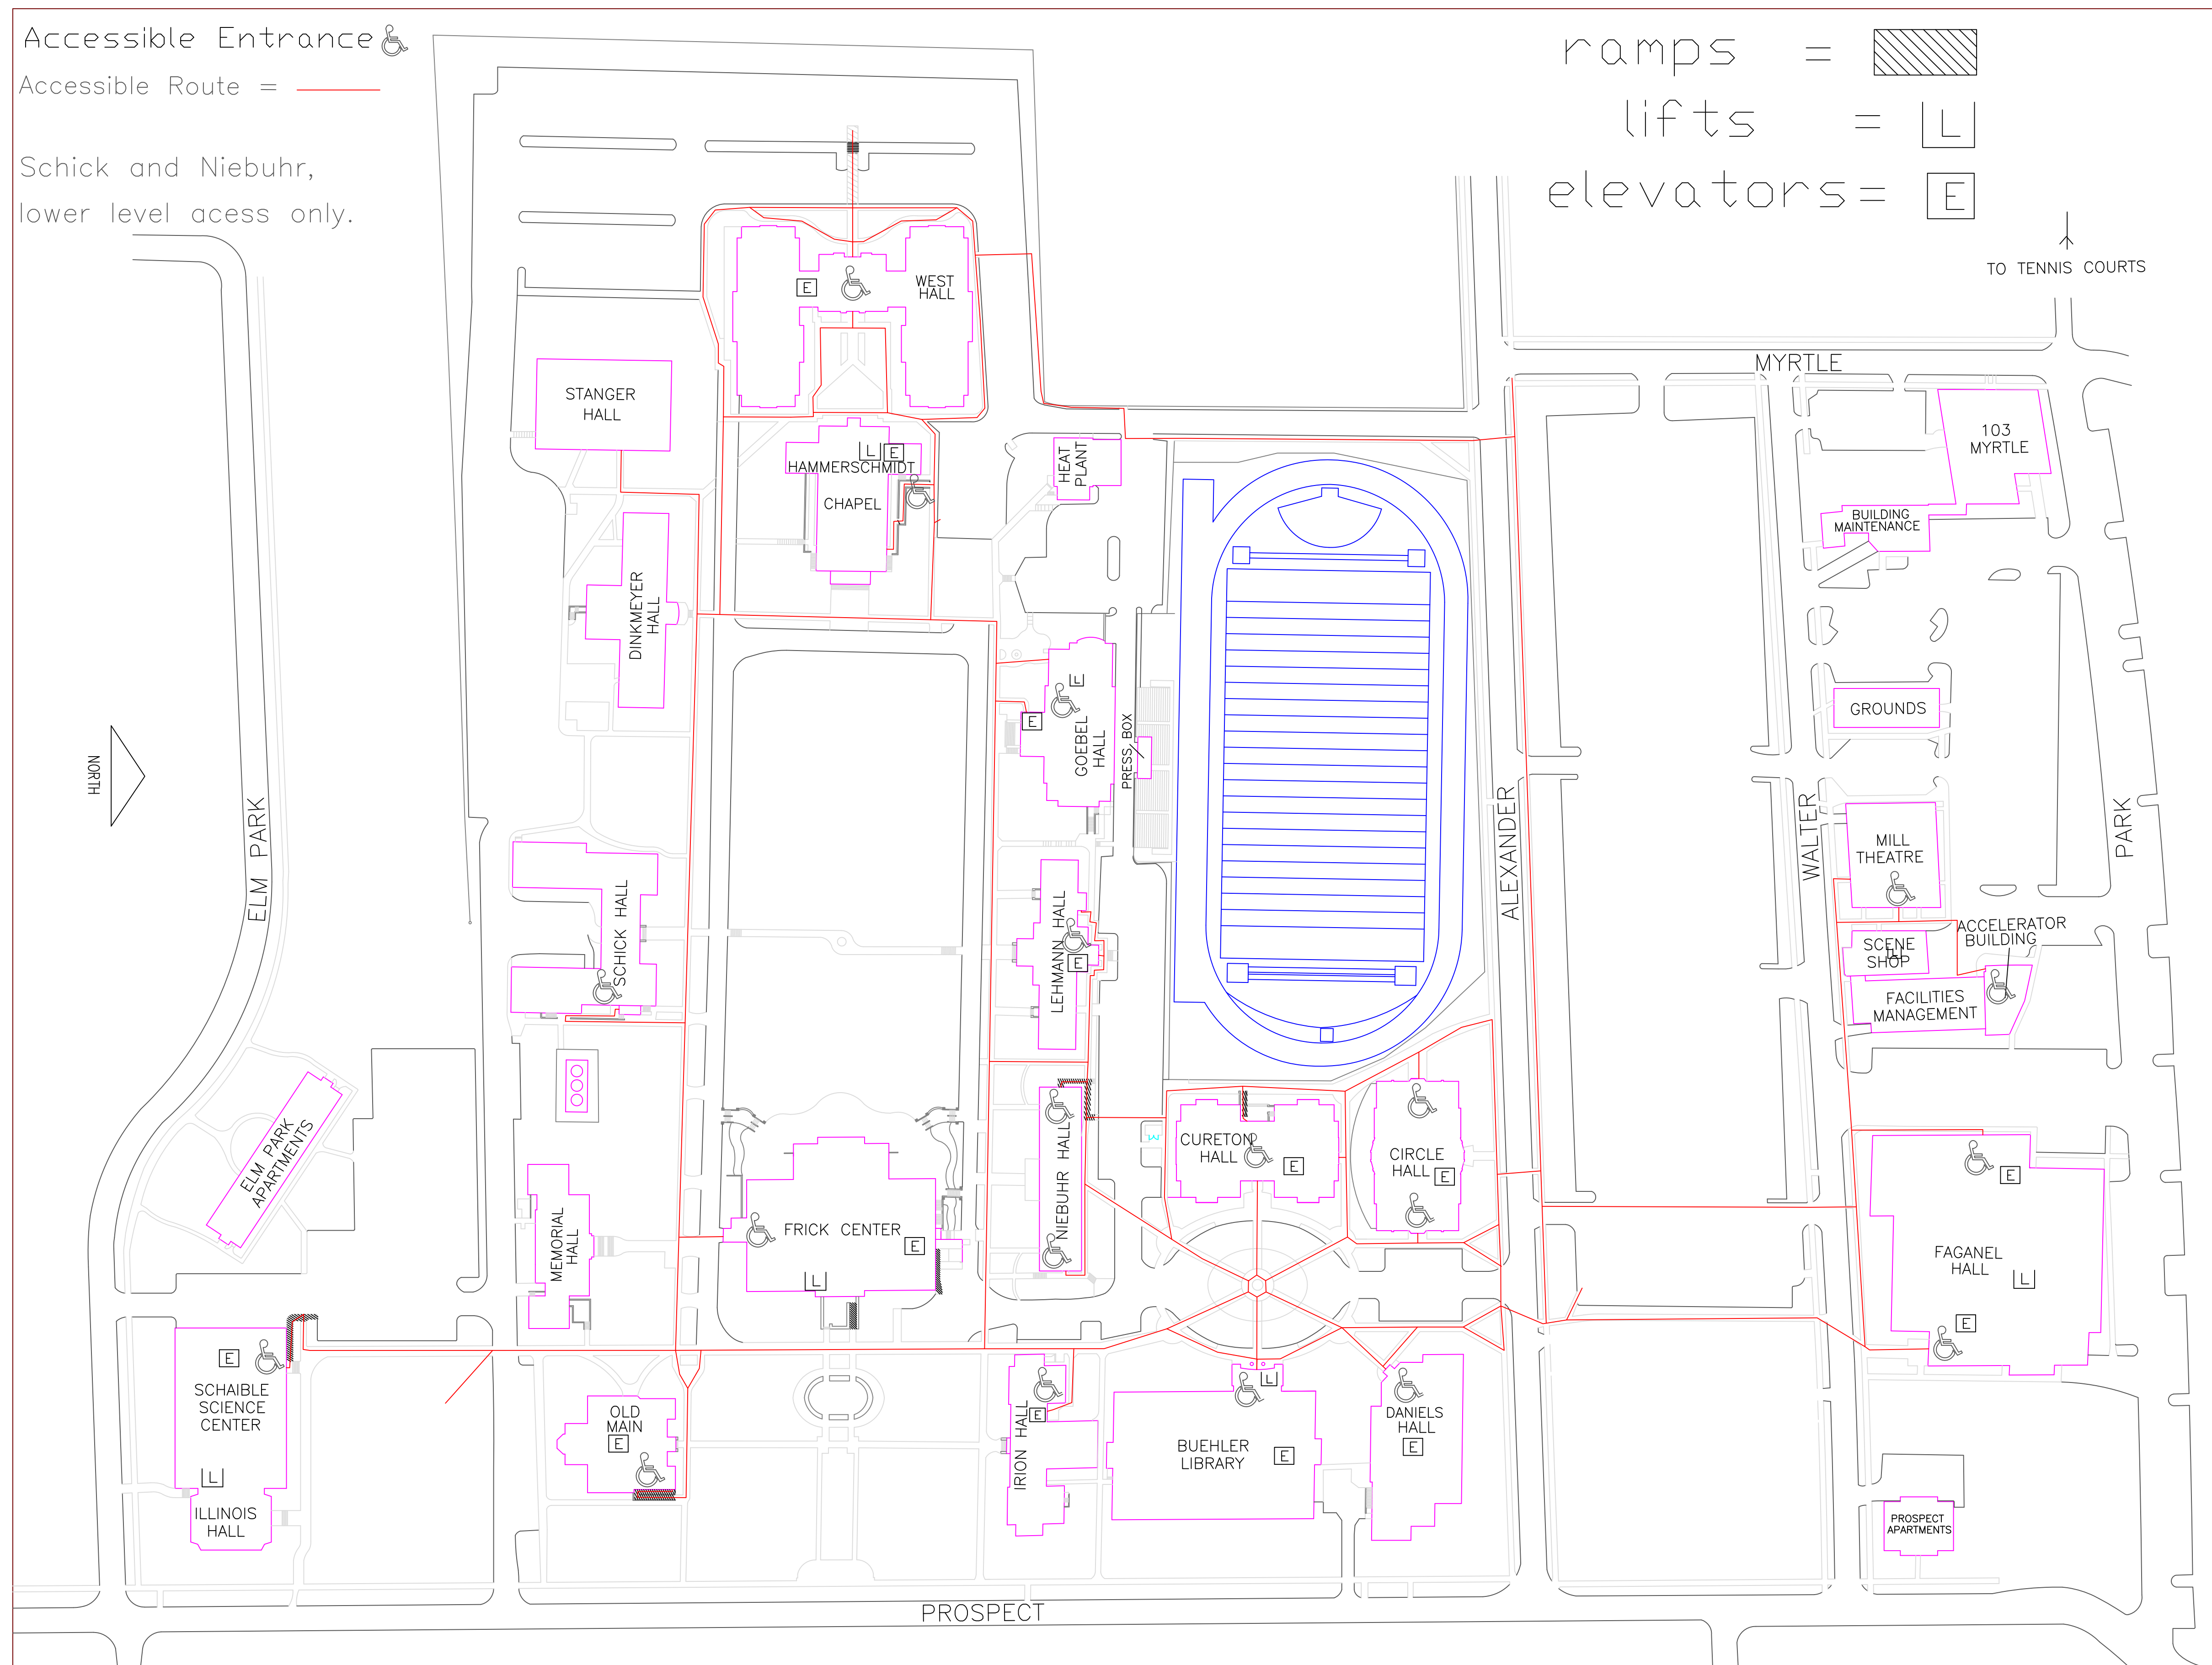 Accessible Entrance
Accessible Route =
Schick and Niebuhr,
lower level acess only.
ramps =
lifts = L
elevators= E
TO TENNIS COURTS
MYRTLE
E
WEST
HALL
STANGER
HALL
L E
HAMMERSCHMIDT
CHAPEL
HEAT
PLANT
103
MYRTLE
BUILDING
MAINTENANCE
DINKMEYER
HALL
L
E
GOEBEL
HALL
PRESS BOX
GROUNDS
NORTH
ELM PARK
ALEXANDER
WALTER
PARK
MILL
THEATRE
SCHICK HALL
LEHMANN HALL
E
ACCELERATOR
BUILDING
SCENE
SHOP
L
FACILITIES
MANAGEMENT
ELM PARK
APARTMENTS
MEMORIAL
HALL
FRICK CENTER
E
L
NIEBUHR HALL
CURETON
HALL
E
CIRCLE
HALL
E
E
FAGANEL
HALL
L
E
E
SCHAIBLE
SCIENCE
CENTER
L
ILLINOIS
HALL
OLD
MAIN
E
IRION HALL
E
L
L
BUEHLER
LIBRARY
E
DANIELS
HALL
E
PROSPECT
APARTMENTS
PROSPECT